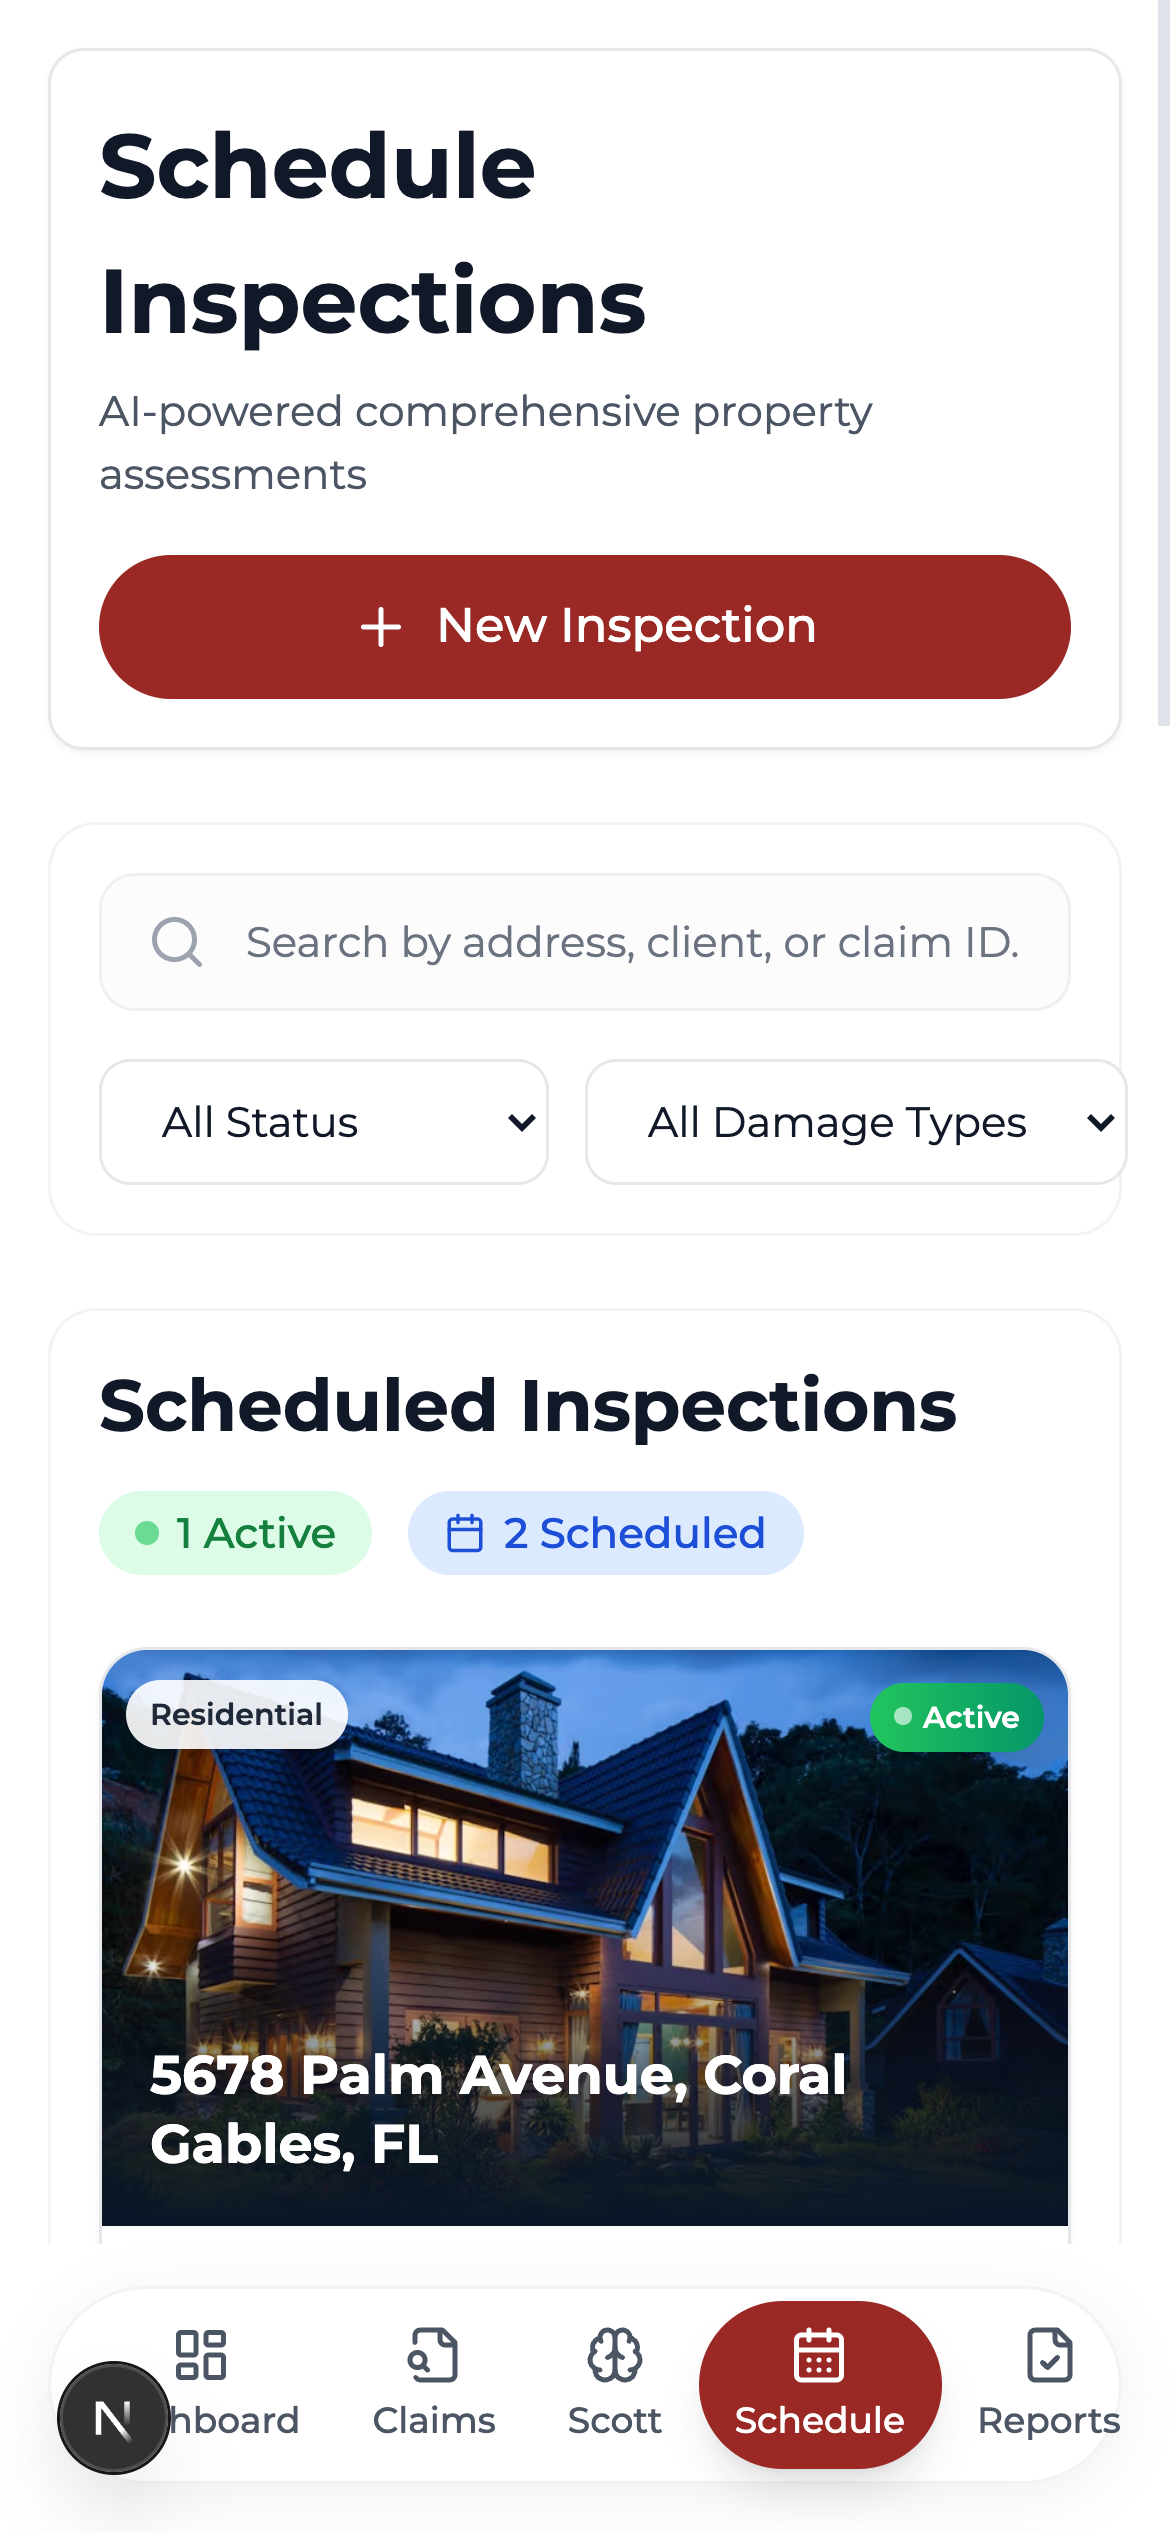 Schedule
Inspections
AI-powered comprehensive property
assessments
New Inspection
Search by address, client, or claim ID.
All Status
All Damage Types
Scheduled Inspections
1 Active
2 Scheduled
Residential
Active
5678 Palm Avenue, Coral
Gables, FL
N
hboard
Claims
Scott
Schedule
Reports